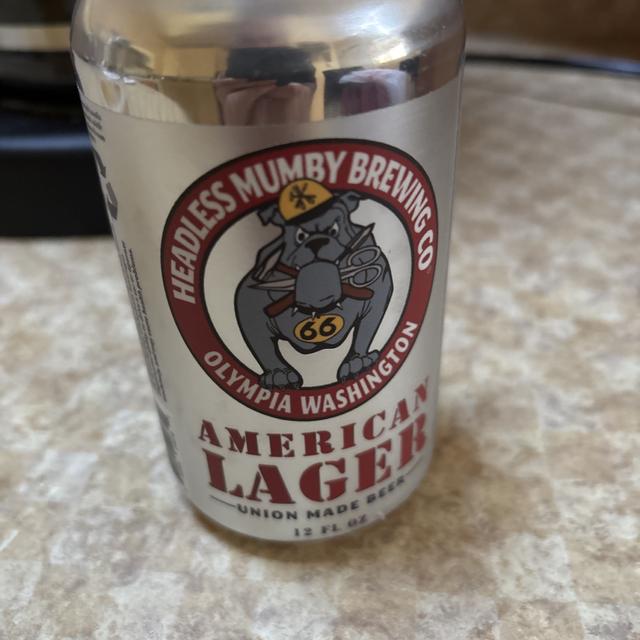 HEADLESS MUMBY BREWING CO
66
OLYMPIA WASHINGTON
AMERICAN
LAGER
UNION MADE BEER
12 FL OZ